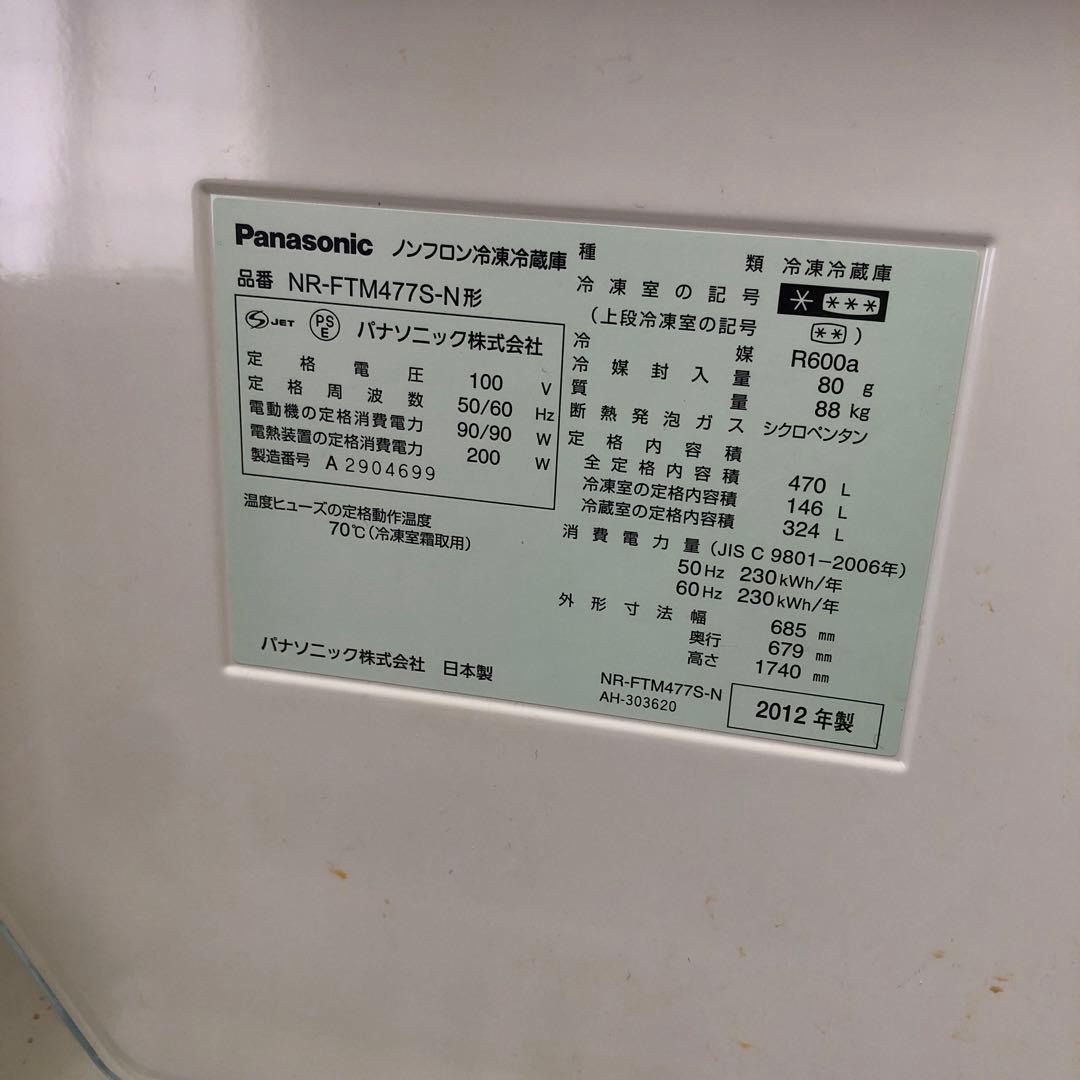 Panasonic ノンフロン冷凍冷蔵庫
品番 NR-FTM477S-N形
JET PSE パナソニック株式会社
定格電圧 100 V
定格周波数 50/60 Hz
電動機の定格消費電力 90/90 W
電熱装置の定格消費電力 200 W
製造番号 A 2904699
温度ヒューズの定格動作温度
70℃(冷凍室霜取用)
パナソニック株式会社 日本製
種類 冷凍冷蔵庫
冷凍室の記号 * ***
(上段冷凍室の記号 ** )
冷媒 R600a
冷媒封入量 80 g
質量 88 kg
断熱発泡ガス シクロペンタン
定格内容積
全定格内容積 470 L
冷凍室の定格内容積 146 L
冷蔵室の定格内容積 324 L
消費電力量(JIS C 9801-2006年)
50Hz 230kWh/年
60Hz 230kWh/年
外形寸法幅 685 mm
奥行 679 mm
高さ 1740 mm
NR-FTM477S-N
AH-303620
2012 年製